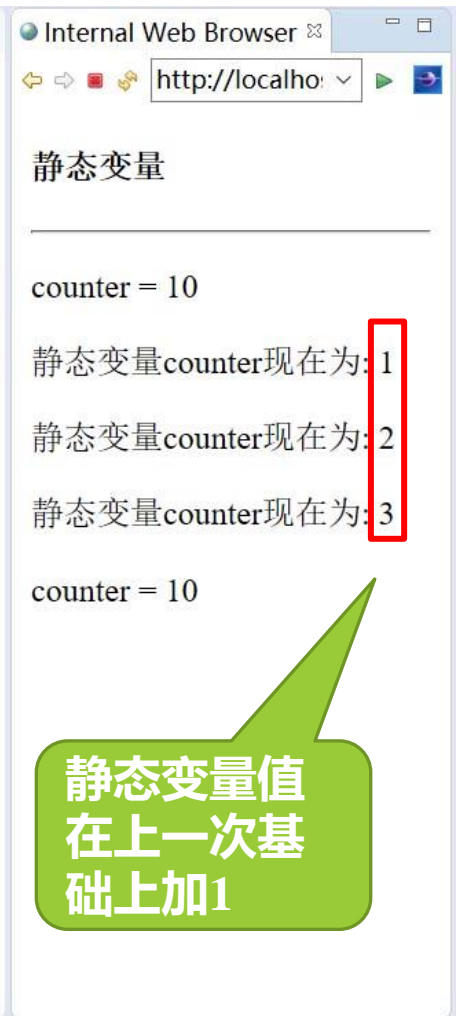 Internal Web Browser
http://localho
静态变量
counter = 10
静态变量counter现在为: 1
静态变量counter现在为: 2
静态变量counter现在为: 3
counter = 10
静态变量值
在上一次基
础上加1